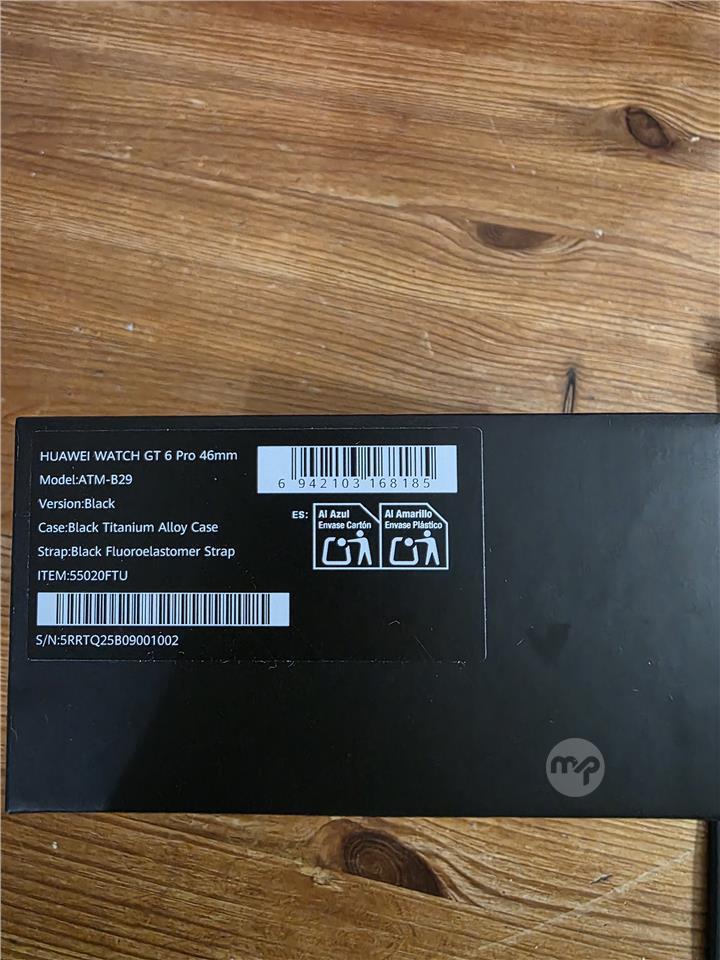 HUAWEI WATCH GT 6 Pro 46mm
Model:ATM-B29
Version:Black
Case:Black Titanium Alloy Case
Strap:Black Fluoroelastomer Strap
ITEM:55020FTU
S/N:5RRTQ25B09001002
6 942103 168185
ES:
Al Azul
Envase Cartón
Al Amarillo
Envase Plástico
mp